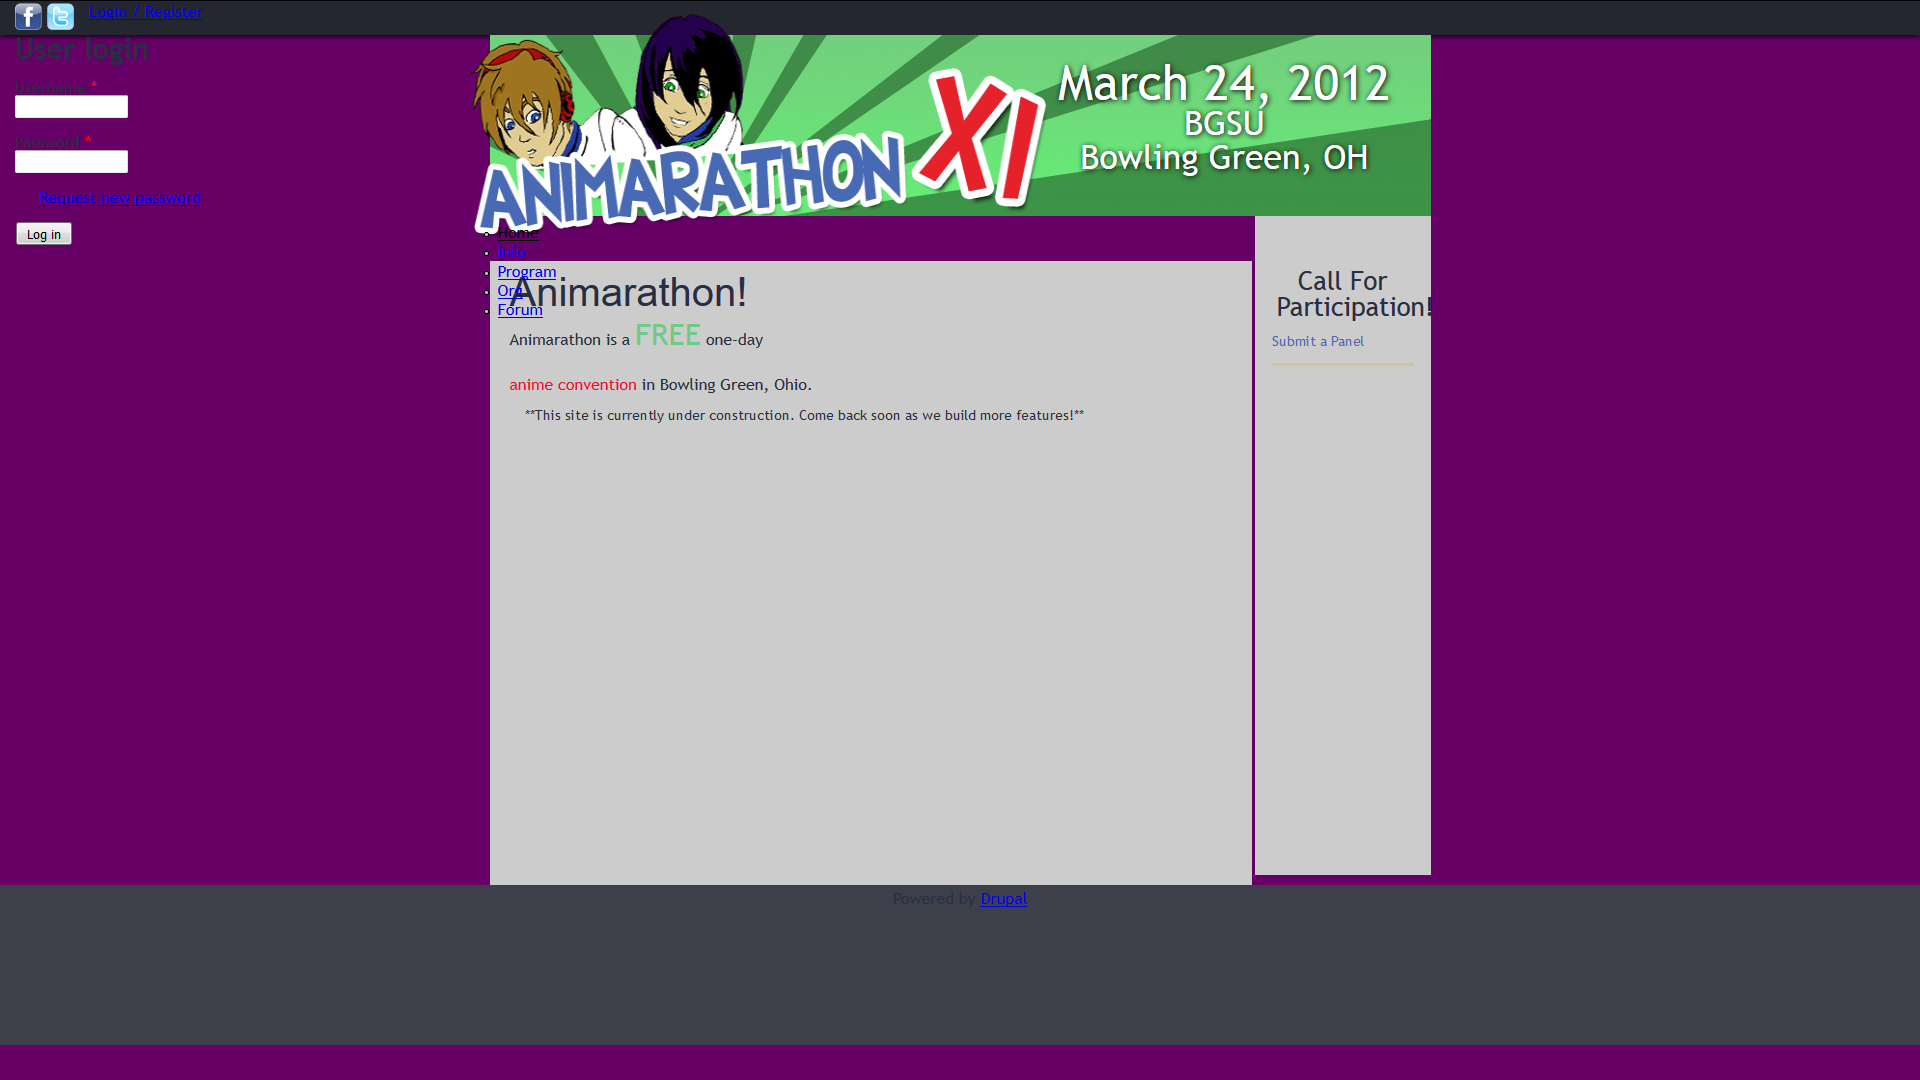 Login / Register
User login
Username *
Password *
Request new password
Log in
ANIMARATHON XI
March 24, 2012
BGSU
Bowling Green, OH
Home
Info
Program
Org
Forum
Animarathon!
Animarathon is a FREE one-day
anime convention in Bowling Green, Ohio.
**This site is currently under construction. Come back soon as we build more features!**
Call For
Participation!
Submit a Panel
Powered by Drupal